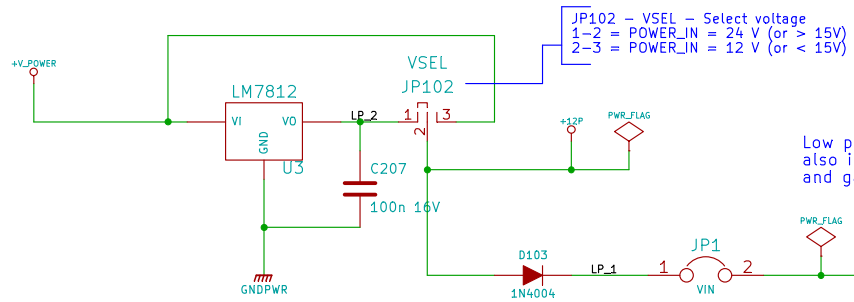 JP102 - VSEL - Select voltage
1-2 = POWER_IN = 24 V (or > 15V)
2-3 = POWER_IN = 12 V (or < 15V)
+V_POWER
VSEL
JP102
LM7812
VI
VO
GND
U3
LP_2
1
3
2
+12P
PWR_FLAG
Low p
also i
and g
C207
100n 16V
GNDPWR
D103
1N4004
LP_1
JP1
1
2
VIN
PWR_FLAG